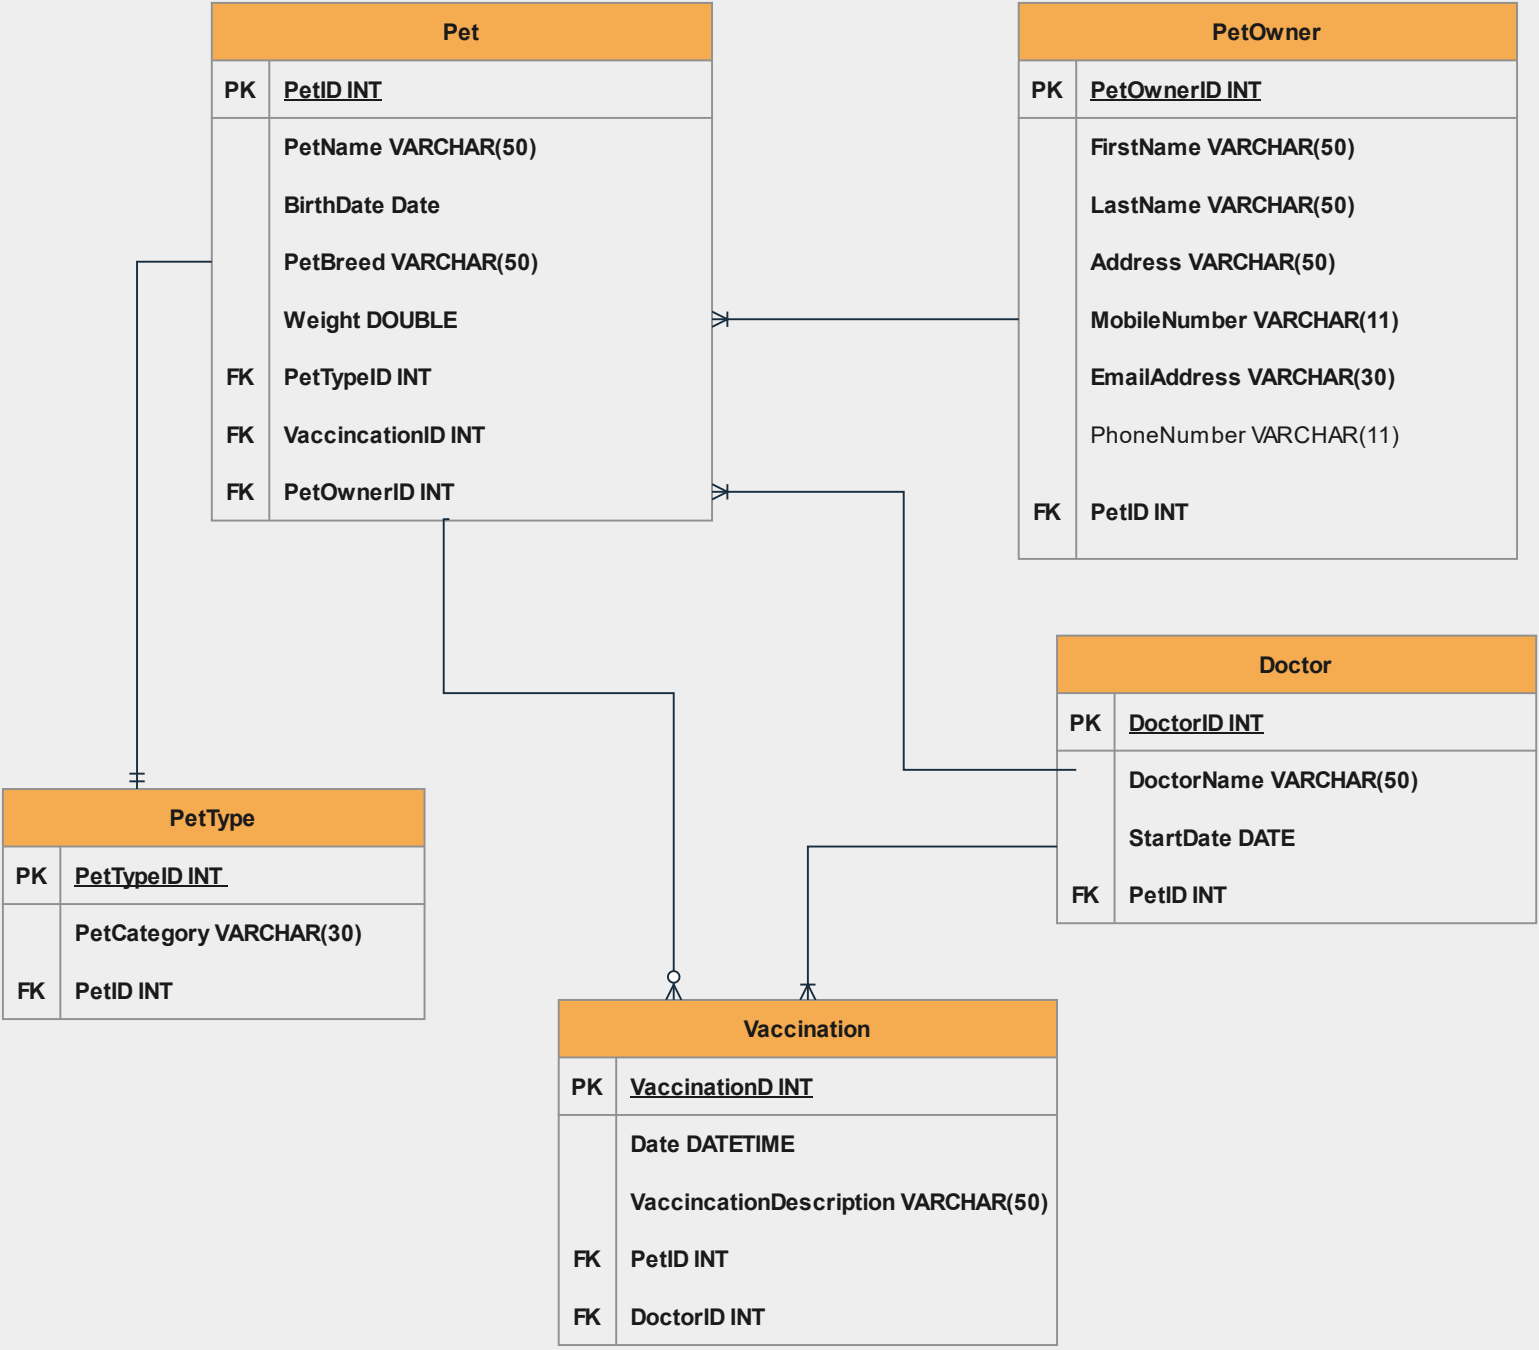 Pet
PK PetID INT
PetName VARCHAR(50)
BirthDate Date
PetBreed VARCHAR(50)
Weight DOUBLE
FK PetTypeID INT
FK VaccincationID INT
FK PetOwnerID INT
PetOwner
PK PetOwnerID INT
FirstName VARCHAR(50)
LastName VARCHAR(50)
Address VARCHAR(50)
MobileNumber VARCHAR(11)
EmailAddress VARCHAR(30)
PhoneNumber VARCHAR(11)
FK PetID INT
Doctor
PK DoctorID INT
DoctorName VARCHAR(50)
StartDate DATE
FK PetID INT
PetType
PK PetTypeID INT
PetCategory VARCHAR(30)
FK PetID INT
Vaccination
PK VaccinationD INT
Date DATETIME
VaccincationDescription VARCHAR(50)
FK PetID INT
FK DoctorID INT